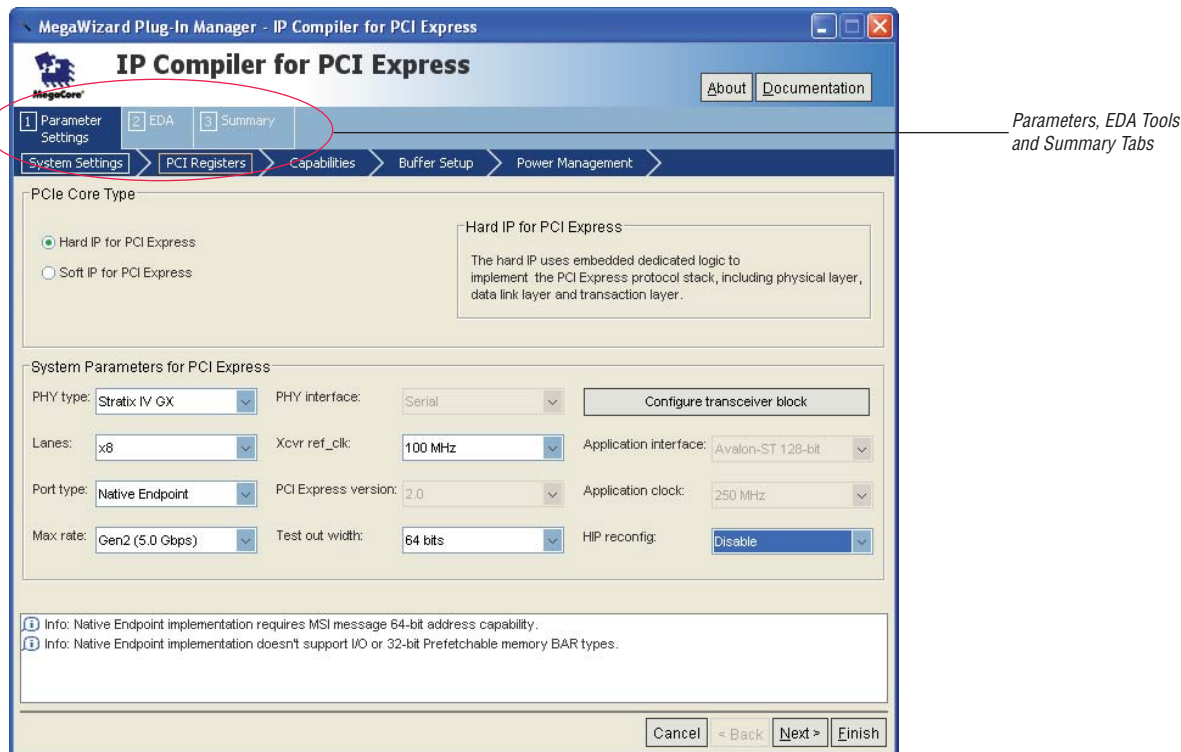 MegaWizard Plug-In Manager - IP Compiler for PCI Express
MegaCore®
IP Compiler for PCI Express
About
Documentation
1 Parameter Settings
2 EDA
3 Summary
Parameters, EDA Tools
and Summary Tabs
System Settings
PCI Registers
Capabilities
Buffer Setup
Power Management
PCIe Core Type
Hard IP for PCI Express
Soft IP for PCI Express
Hard IP for PCI Express
The hard IP uses embedded dedicated logic to
implement the PCI Express protocol stack, including physical layer,
data link layer and transaction layer.
System Parameters for PCI Express
PHY type: Stratix IV GX
PHY interface: Serial
Configure transceiver block
Lanes: x8
Xcvr ref_clk: 100 MHz
Application interface: Avalon-ST 128-bit
Port type: Native Endpoint
PCI Express version: 2.0
Application clock: 250 MHz
Max rate: Gen2 (5.0 Gbps)
Test out width: 64 bits
HIP reconfig: Disable
Info: Native Endpoint implementation requires MSI message 64-bit address capability.
Info: Native Endpoint implementation doesn't support I/O or 32-bit Prefetchable memory BAR types.
Cancel
< Back
Next >
Finish